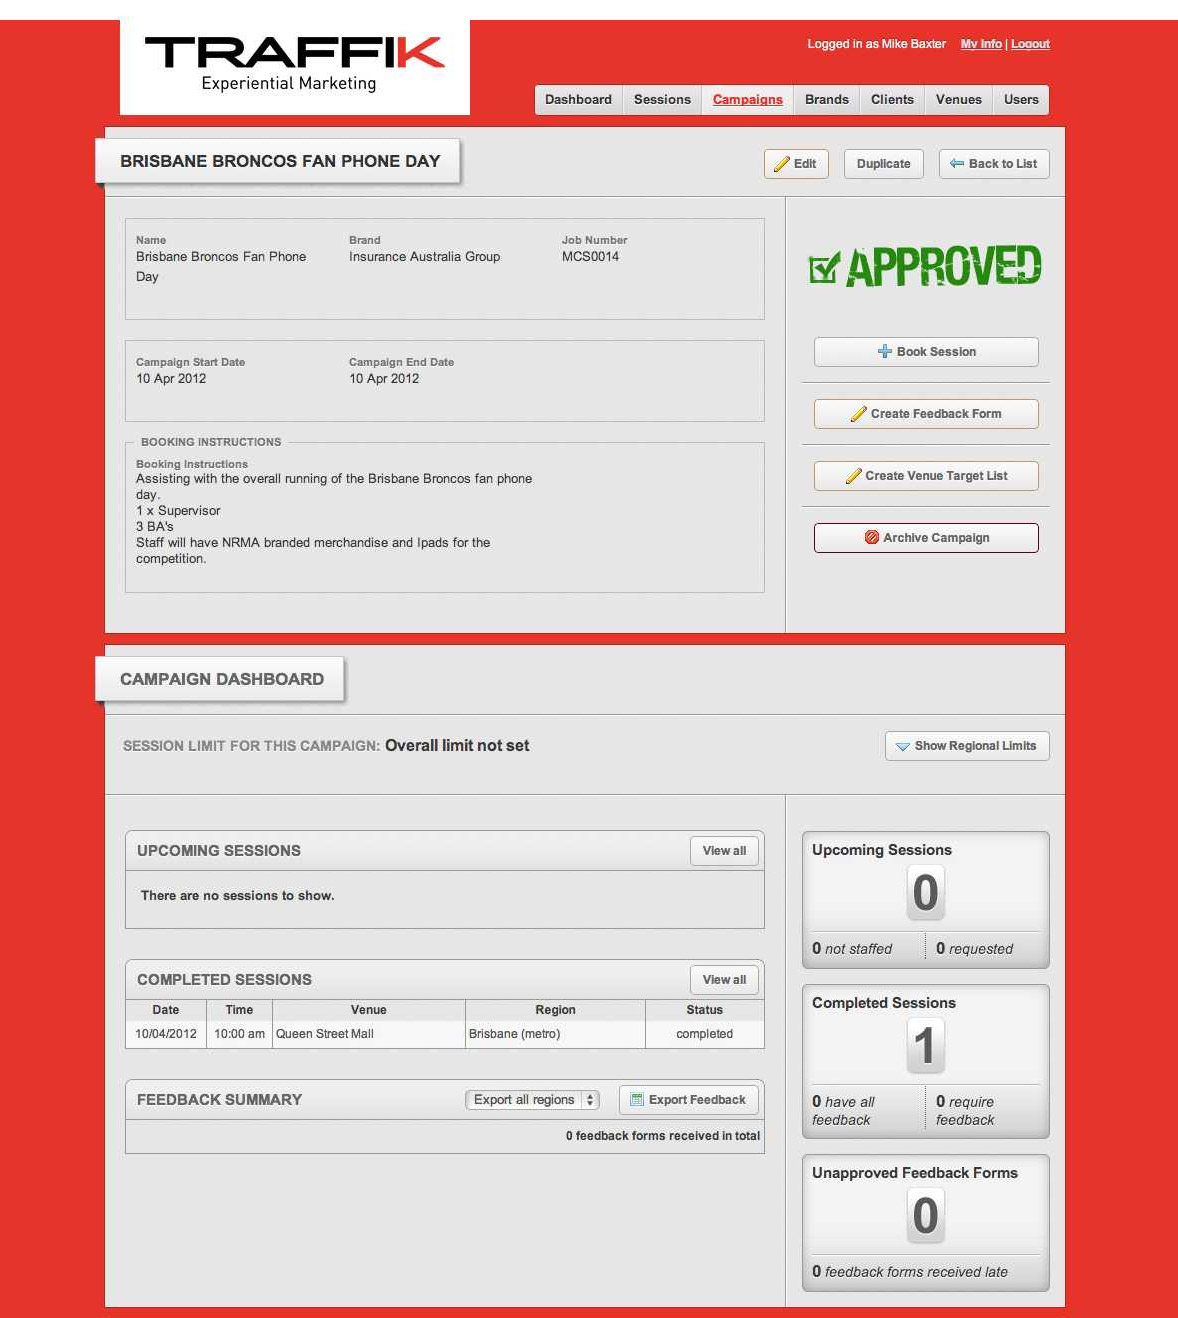 TRAFFIK
Experiential Marketing
Logged in as Mike Baxter My Info | Logout
Dashboard Sessions Campaigns Brands Clients Venues Users
BRISBANE BRONCOS FAN PHONE DAY
Edit Duplicate Back to List
Name Brand Job Number
Brisbane Broncos Fan Phone Insurance Australia Group MCS0014
Day
APPROVED
Campaign Start Date Campaign End Date
10 Apr 2012 10 Apr 2012
BOOKING INSTRUCTIONS
Booking Instructions
Assisting with the overall running of the Brisbane Broncos fan phone
day.
1 x Supervisor
3 BA's
Staff will have NRMA branded merchandise and Ipads for the
competition.
Book Session
Create Feedback Form
Create Venue Target List
Archive Campaign
CAMPAIGN DASHBOARD
SESSION LIMIT FOR THIS CAMPAIGN: Overall limit not set
Show Regional Limits
UPCOMING SESSIONS View all
There are no sessions to show.
COMPLETED SESSIONS View all
Date Time Venue Region Status
10/04/2012 10:00 am Queen Street Mall Brisbane (metro) completed
FEEDBACK SUMMARY Export all regions Export Feedback
0 feedback forms received in total
Upcoming Sessions
0
0 not staffed 0 requested
Completed Sessions
1
0 have all 0 require
feedback feedback
Unapproved Feedback Forms
0
0 feedback forms received late